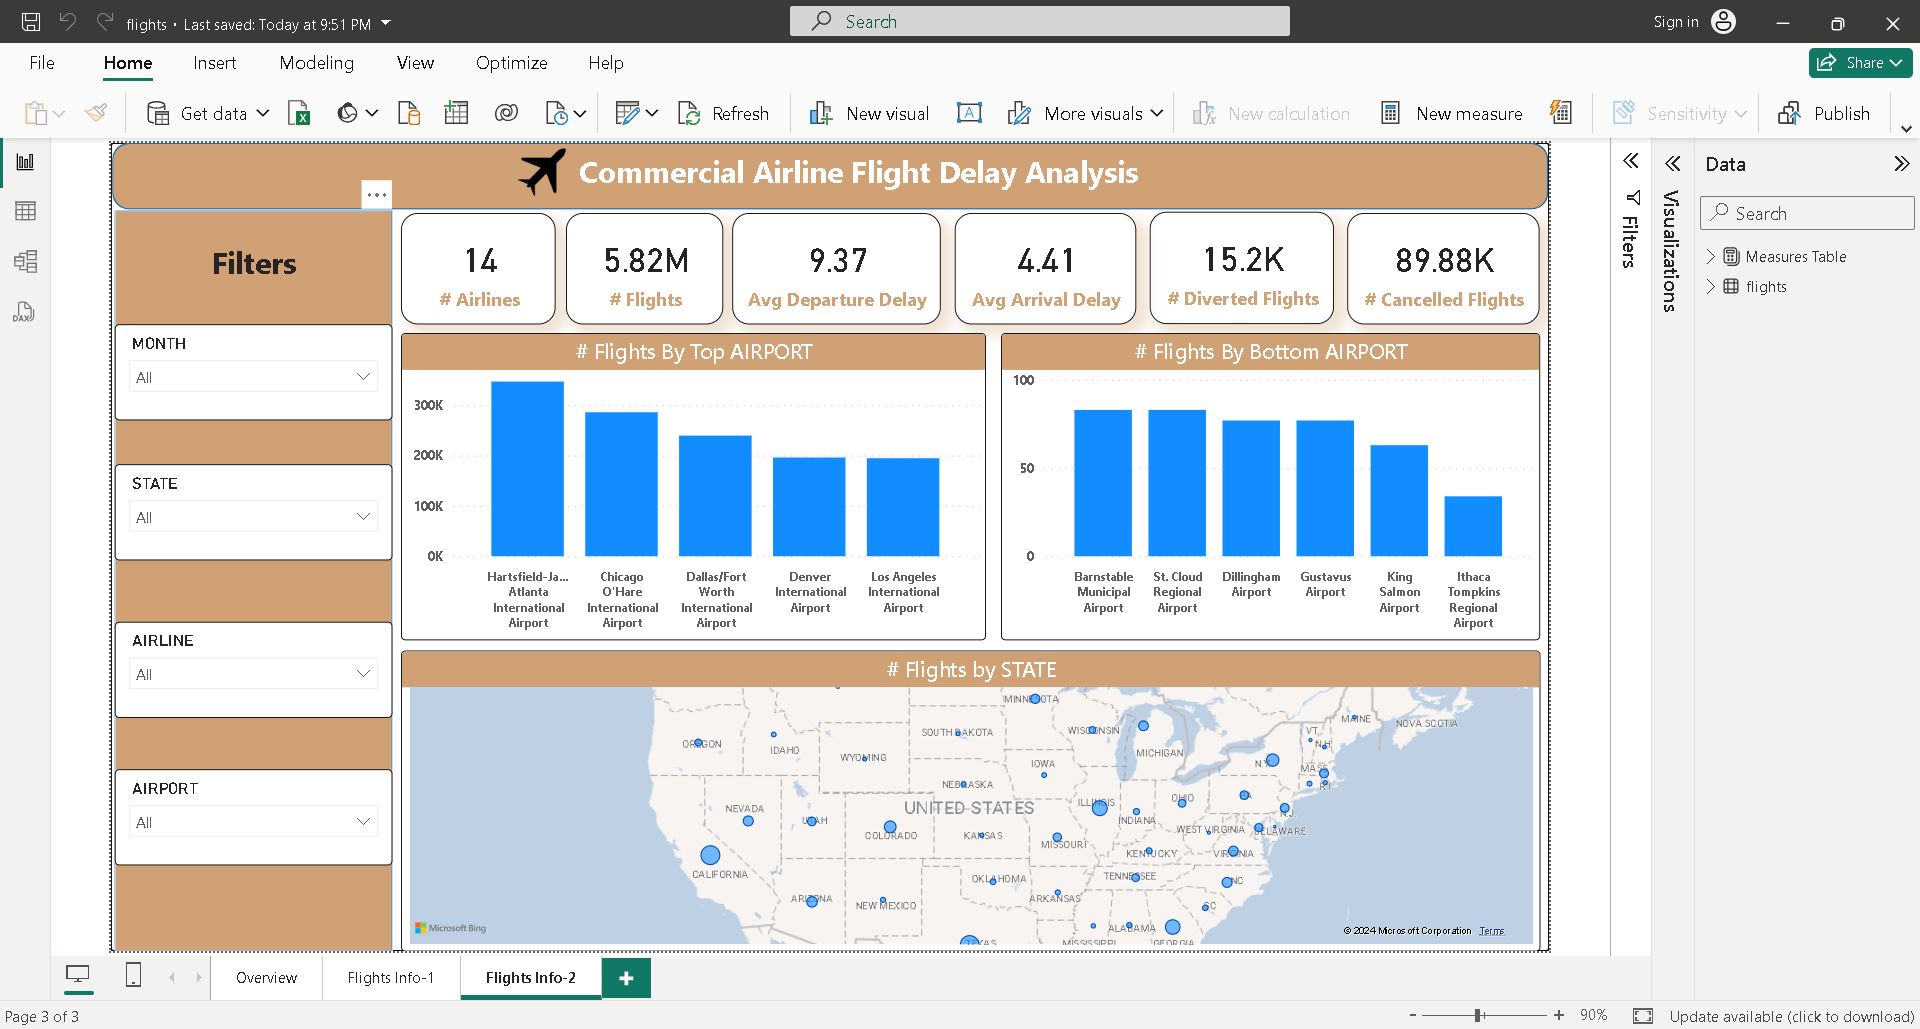 flights • Last saved: Today at 9:51 PM
Search
Sign in
File
Home
Insert
Modeling
View
Optimize
Help
Share
Get data
Refresh
New visual
More visuals
New calculation
New measure
Sensitivity
Publish
Commercial Airline Flight Delay Analysis
Filters
MONTH
All
STATE
All
AIRLINE
All
AIRPORT
All
14
# Airlines
5.82M
# Flights
9.37
Avg Departure Delay
4.41
Avg Arrival Delay
15.2K
# Diverted Flights
89.88K
# Cancelled Flights
# Flights By Top AIRPORT
300K
200K
100K
0K
Hartsfield-Ja...
Atlanta
International
Airport
Chicago
O'Hare
International
Airport
Dallas/Fort
Worth
International
Airport
Denver
International
Airport
Los Angeles
International
Airport
# Flights By Bottom AIRPORT
100
50
0
Barnstable
Municipal
Airport
St. Cloud
Regional
Airport
Dillingham
Airport
Gustavus
Airport
King
Salmon
Airport
Ithaca
Tompkins
Regional
Airport
# Flights by STATE
MINNESOTA
MAINE
NOVA SCOTIA
OREGON
IDAHO
SOUTH DAKOTA
WISCONSIN
VT.
N.H.
WYOMING
MICHIGAN
IOWA
N.Y.
MASS.
R.I.
NEBRASKA
NEVADA
UTAH
UNITED STATES
ILLINOIS
OHIO
PA
INDIANA
N.J.
COLORADO
KANSAS
MISSOURI
WEST VIRGINIA
DELAWARE
KENTUCKY
VIRGINIA
CALIFORNIA
OKLAHOMA
TENNESSEE
NC
ARIZONA
NEW MEXICO
ARKANSAS
SC
ALABAMA
TEXAS
MISSISSIPPI
GEORGIA
Microsoft Bing
© 2024 Microsoft Corporation Terms
Filters
Visualizations
Data
Search
Measures Table
flights
DAX
Overview
Flights Info-1
Flights Info-2
Page 3 of 3
90%
Update available (click to download)